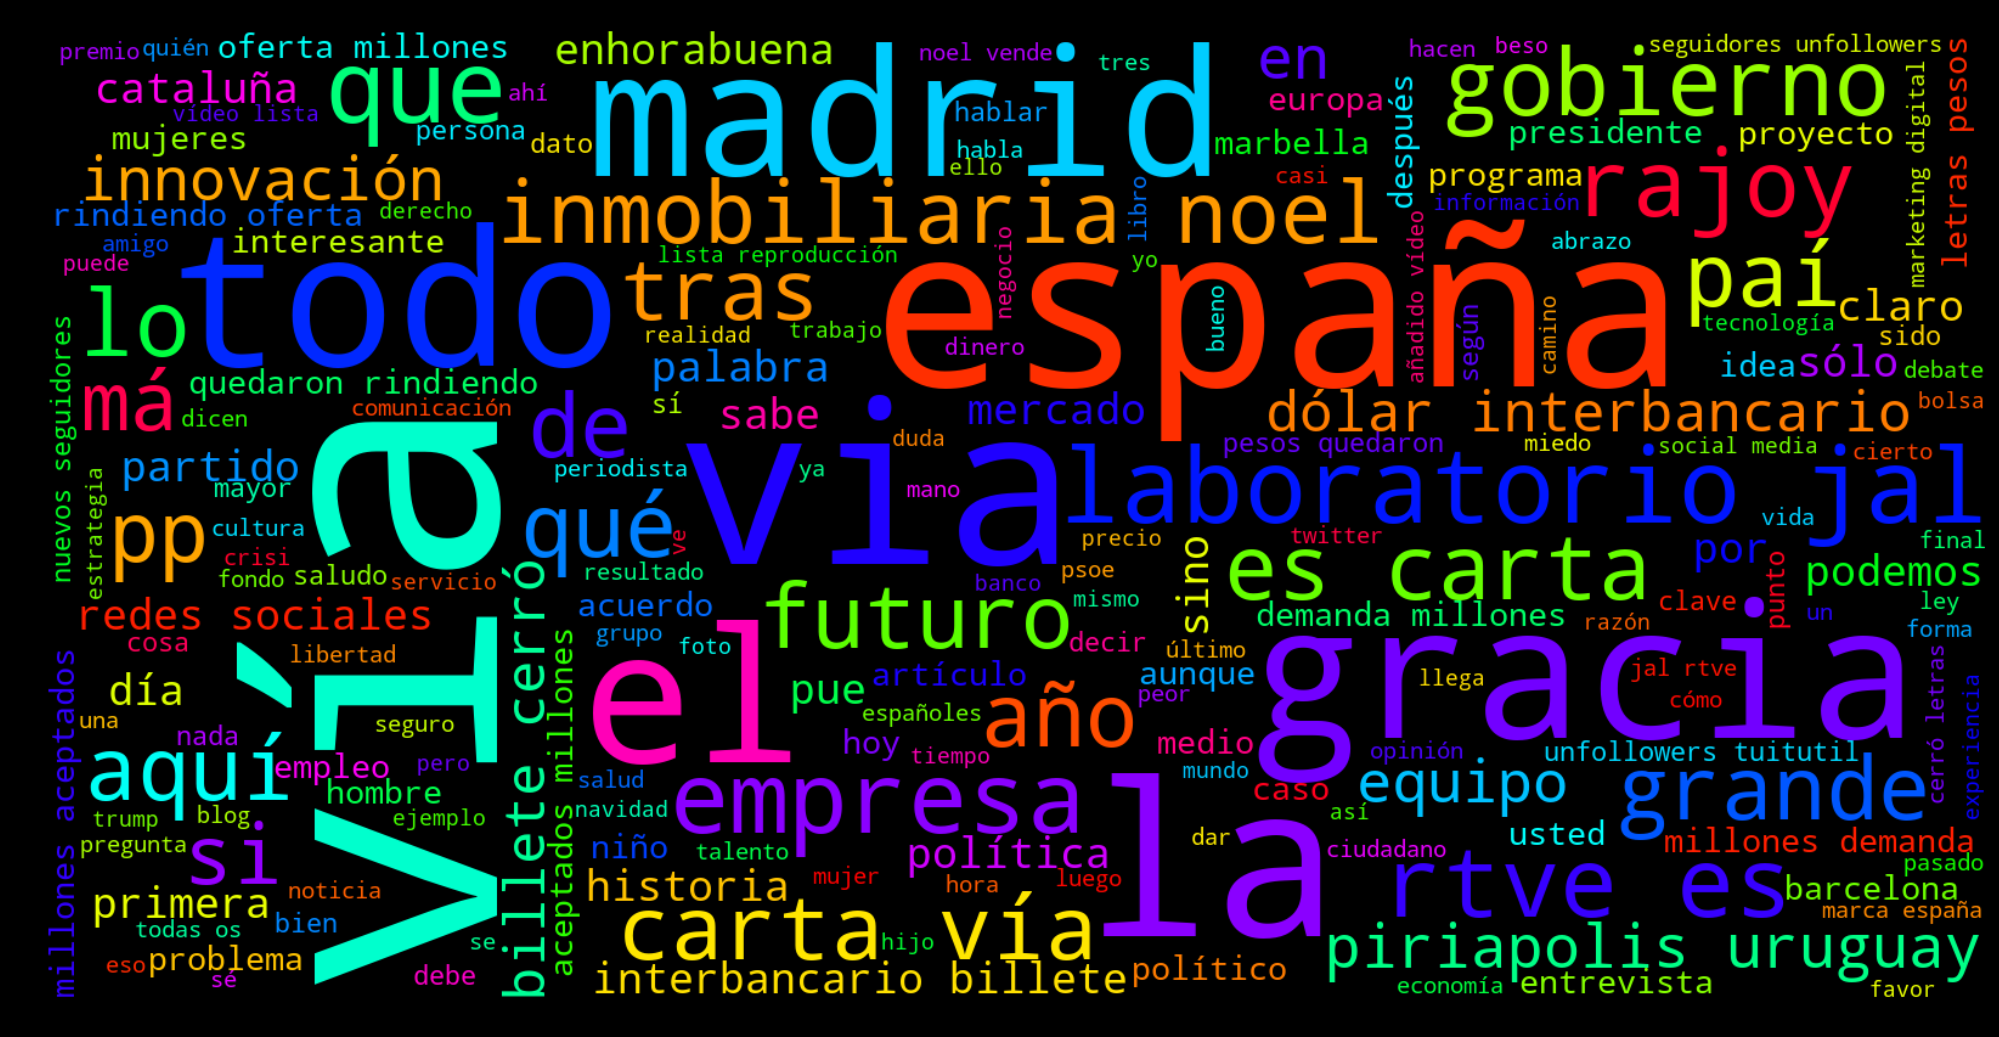 premio
quién
oferta millones
enhorabuena
noel vende
tres
en
hacen
beso
seguidores unfollowers
cataluña
que
ahí
madrid
hablar
europa
gobierno
video lista
persona
mujeres
dato
habla
marbella
después
presidente
proyecto
marketing digital
letras pesos
innovación
ello
casi
programa
rajoy
rindiendo oferta
derecho
inmobiliaria noel
libro
información
amigo
interesante
todo
lista reproducción
negocio
yo
españa
añadido vídeo
abrazo
puede
lo
tras
paí
claro
realidad
trabajo
bueno
según
camino
tecnología
sido
nuevos seguidores
palabra
dinero
idea
sólo
debate
má
quedaron rindiendo
comunicación
de
sí
sabe
mercado
dólar interbancario
bolsa
dicen
vía
duda
pesos quedaron
miedo
social media
cierto
partido
periodista
ya
via
laboratorio jal
estrategia
mayor
mano
pp
cultura
qué
ve
precio
twitter
vida
crisi
sino
es carta
por
final
fondo
saludo
servicio
resultado
banco
psoe
podemos
redes sociales
billete cerró
acuerdo
futuro
mismo
demanda millones
razón
clave
punto
un
ley
cosa
libertad
grupo
el
foto
decir
último
gracia
forma
millones aceptados
día
aceptados millones
pue
artículo
aunque
llega
jal rtve
una
seguro
españoles
año
peor
cómo
cerró letras
experiencia
nada
hoy
tiempo
medio
opinión
unfollowers tuitutil
aquí
empleo
pero
salud
empresa
la
mundo
caso
equipo
grande
hombre
navidad
trump
blog
ejemplo
así
pregunta
si
niño
talento
política
dar
ciudadano
usted
millones demanda
rtve es
pasado
primera
noticia
historia
mujer
hora
luego
barcelona
todas os
bien
carta vía
marca españa
eso
problema
se
hijo
piriapolis uruguay
sé
debe
interbancario billete
político
economía
entrevista
favor